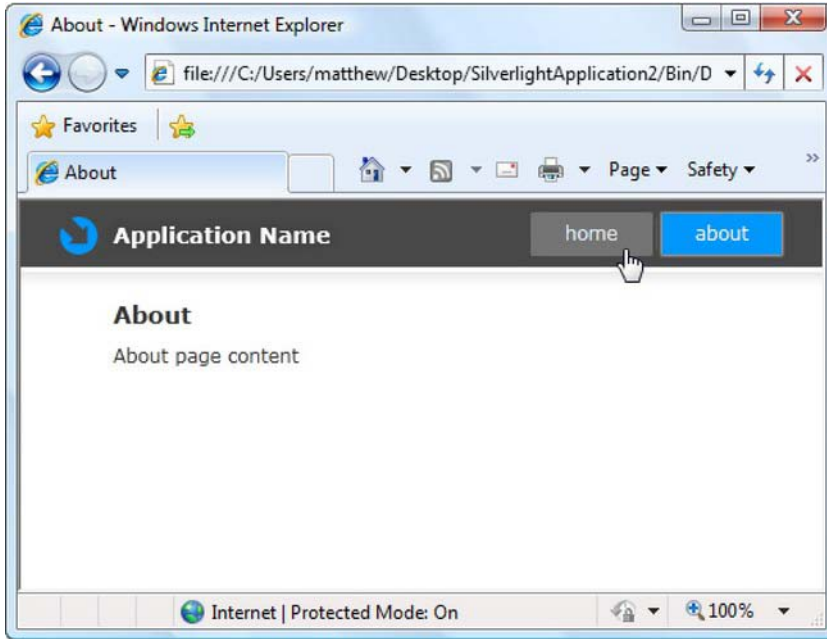 About - Windows Internet Explorer
file:///C:/Users/matthew/Desktop/SilverlightApplication2/Bin/D
Favorites
About Page Safety »
Application Name home about
About
About page content
Internet | Protected Mode: On 100%